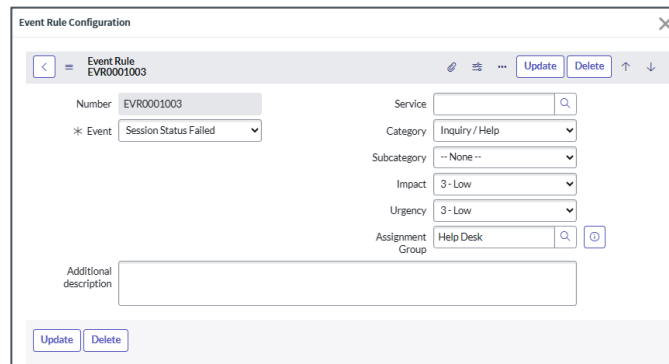 Event Rule Configuration
Event Rule
EVR0001003
Update Delete
Number EVR0001003
Service
Event Session Status Failed
Category Inquiry / Help
Subcategory -- None --
Impact 3 - Low
Urgency 3 - Low
Assignment
Group
Help Desk
Additional
description
Update Delete